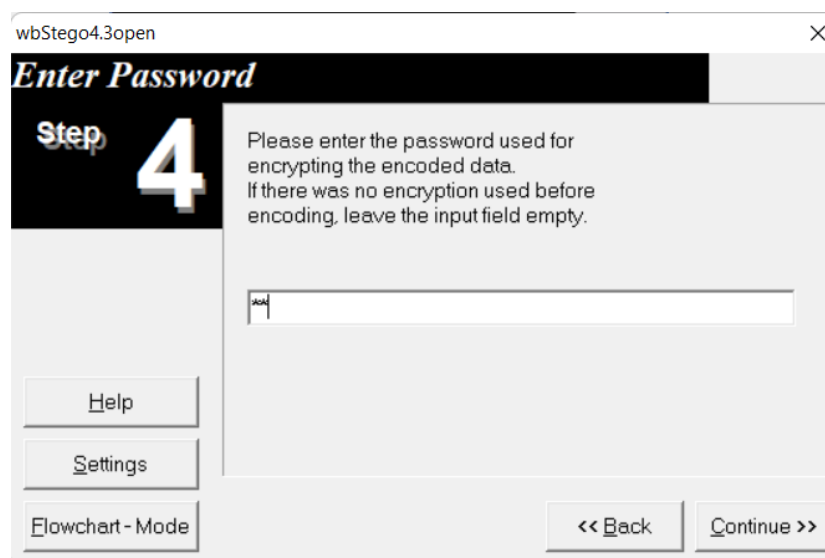 wbStego4.3open
Enter Password
Step 4
Please enter the password used for
encrypting the encoded data.
If there was no encryption used before
encoding, leave the input field empty.
**
Help
Settings
Flowchart - Mode
<< Back
Continue >>